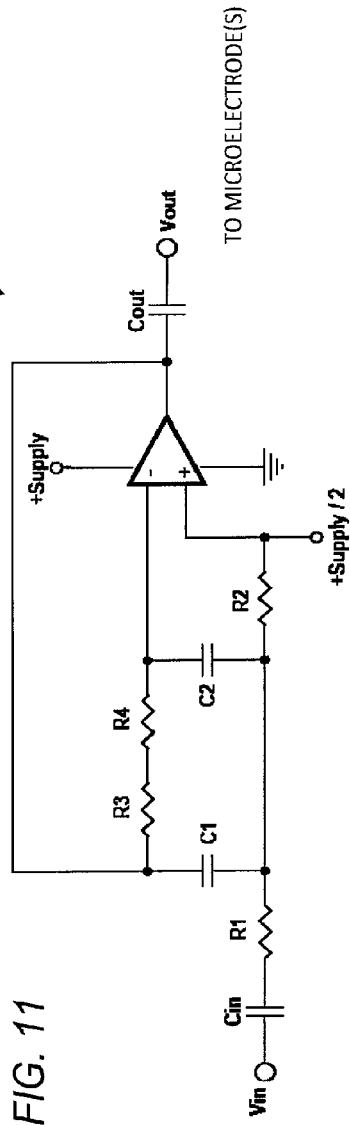 FIG. 11
+Supply
Cout
Vout
TO MICROELECTRODE(S)
R3
R4
-
+
C1
C2
Vin
Cin
R1
R2
+Supply / 2